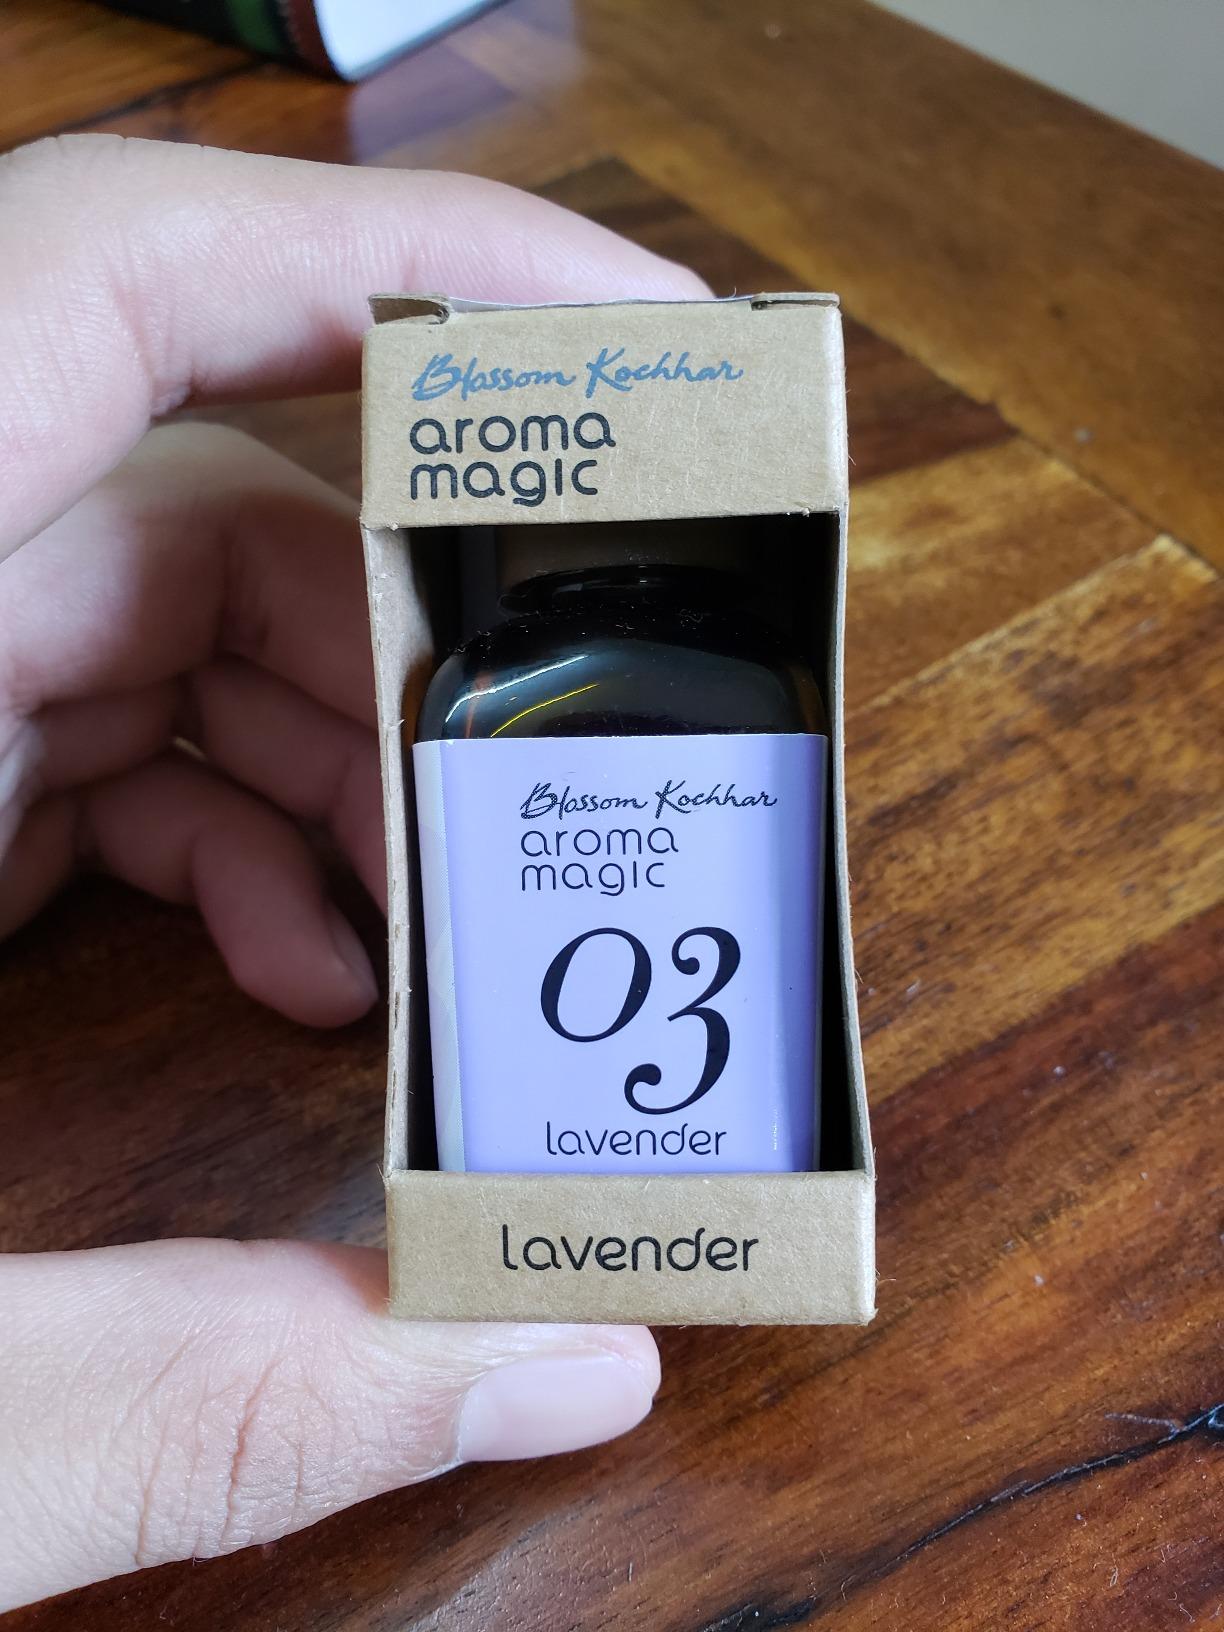 Blossom Kochhar
aroma
magic
Blossom Kochhar
aroma
magic
03
lavender
lavender